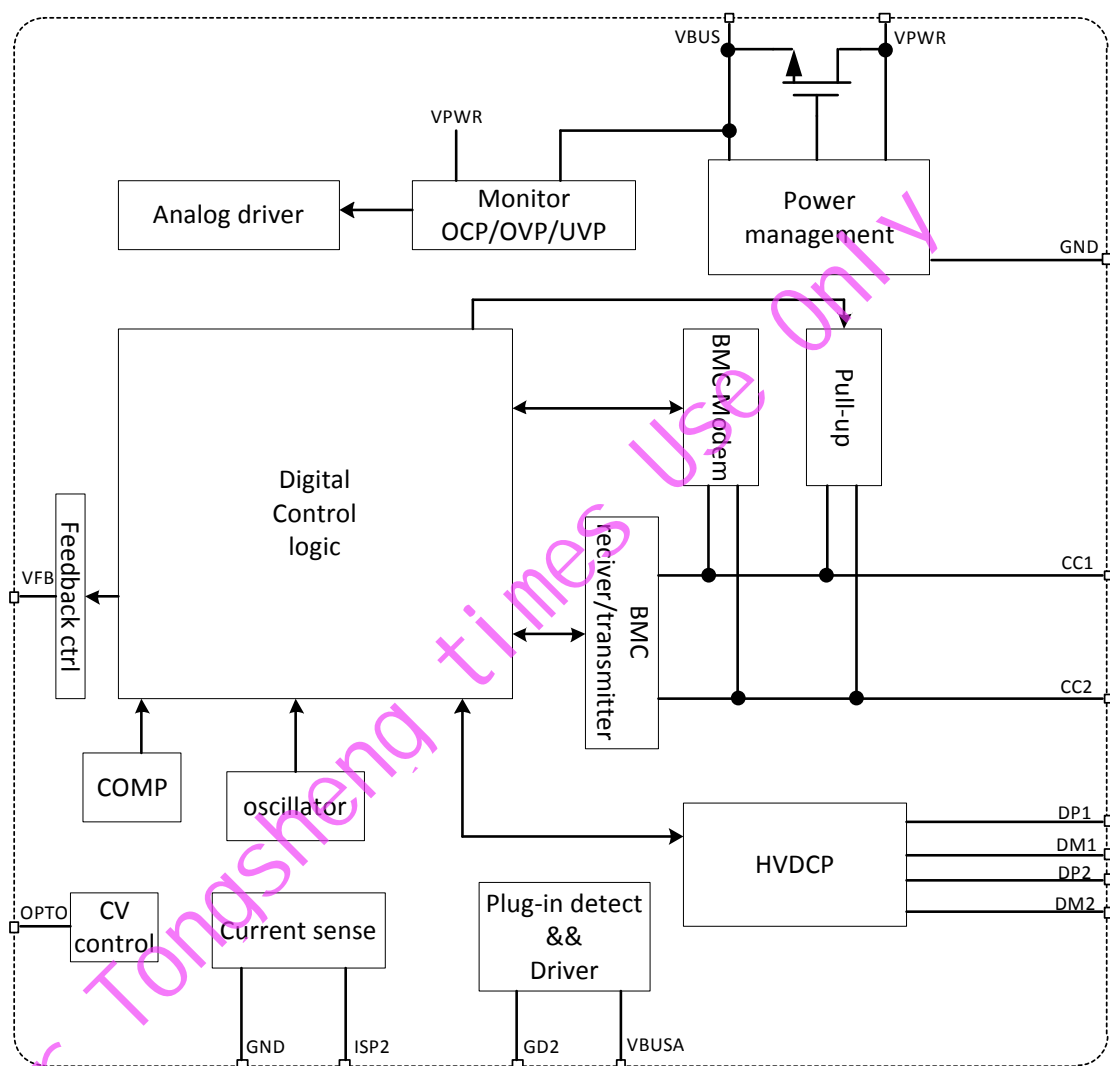 VBUS
VPWR
VPWR
Analog driver
Monitor
OCP/OVP/UVP
Power
management
GND
BMC Modem
Pull-up
Digital
Control
logic
Feedback ctrl
VFB
BMC
reciver/transmitter
CC1
CC2
COMP
oscillator
HVDCP
DP1
DM1
DP2
DM2
OPTO
CV
control
Current sense
Plug-in detect
&&
Driver
GND
ISP2
GD2
VBUSA
Tongsheng times Use Only